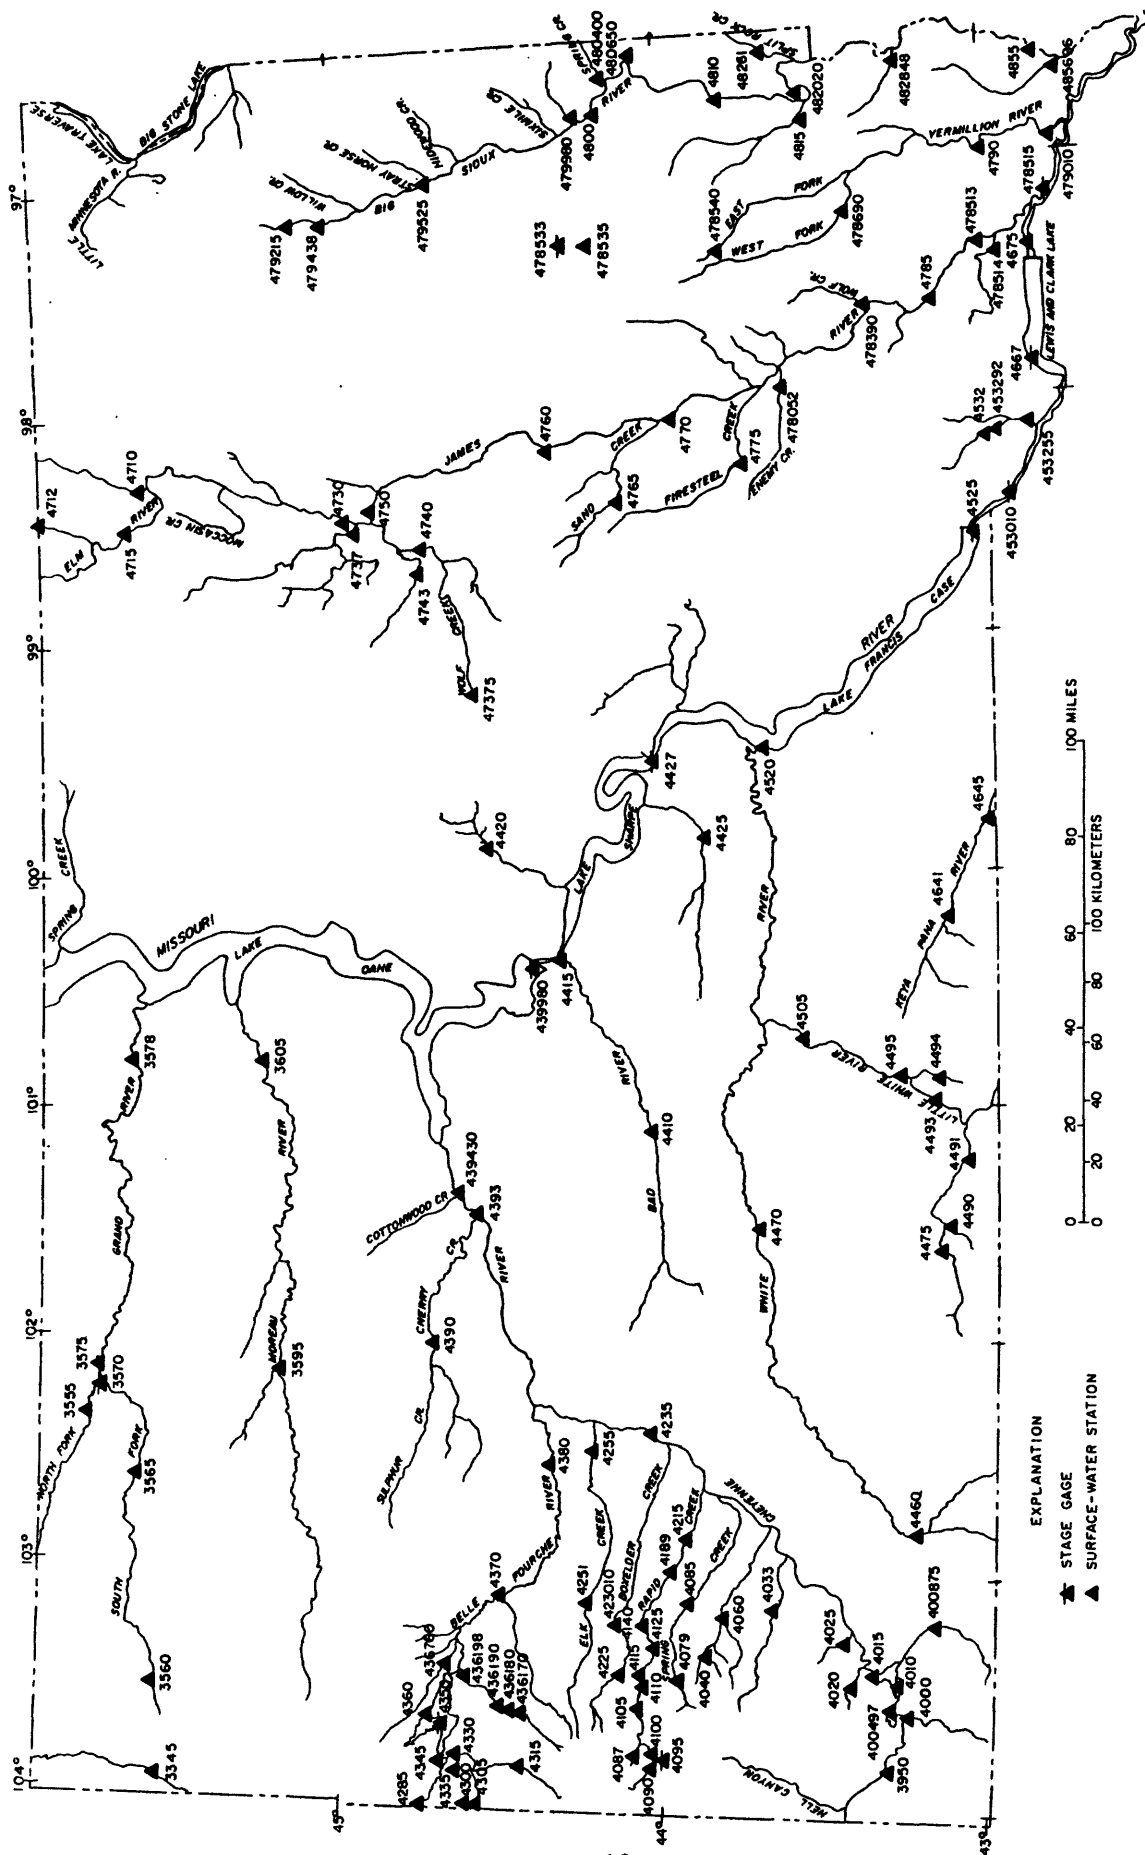 104°
103°
102°
101°
100°
99°
98°
97°
45°
44°
43°
LAKE TRAVERSE
BIG STONE LAKE
LITTLE MINNESOTA R.
WILLOW CR.
STRAY HORSE CR.
HIDEWOOD CR.
SIXMILE CR.
SPRING CR.
BIG SIOUX RIVER
SPLIT ROCK CR.
479215
479438
479525
479980
4800
480400
480650
4810
48261
482020
4815
482848
4855
485696
478533
478535
VERMILLION RIVER
EAST FORK
WEST FORK
478540
478690
4790
479010
478515
478513
478514
4675
LEWIS AND CLARK LAKE
4667
4785
478390
WOLF CR.
JAMES RIVER
4712
4710
4715
ELM RIVER
MOCCASIN CR.
4730
4750
4737
4740
4743
WOLF CREEKS
47375
4760
SAND CREEK
4765
4770
FIRESTEEL CREEK
4775
ENEMY CR.
478052
4532
453292
453255
453010
4525
LAKE FRANCIS CASE
RIVER
SPRING CREEK
MISSOURI
LAKE OAHE
439980
4415
4420
LAKE SHARPE
4427
4425
4520
NORTH FORK
3555
3575
3570
GRAND RIVER
3578
SOUTH FORK
3565
3560
3345
MOREAU RIVER
3595
3605
SULPHUR CR.
CHERRY CR.
4390
COTTONWOOD CR
439430
4393
RIVER
BAD RIVER
4410
BELLE FOURCHE RIVER
4370
4380
436760
436198
436190
436180
436170
4360
4350
4345
4330
4335
4300
4305
4285
4315
ELK CREEK
4251
4255
4235
BOXELDER CREEK
423010
4225
RAPID CREEK
4140
4125
4115
4110
4105
4100
4095
4090
4087
4189
4215
SPRING CREEK
4079
4085
4040
4060
4033
CHEYENNE
4025
4020
4015
4010
4000
400497
400875
3950
HELL CANYON
WHITE RIVER
4460
4470
LITTLE WHITE RIVER
4475
4490
4491
4493
4494
4495
4505
KEYA PAHA RIVER
4641
4645
EXPLANATION
STAGE GAGE
SURFACE-WATER STATION
0 20 40 60 80 100 MILES
0 20 40 60 80 100 KILOMETERS